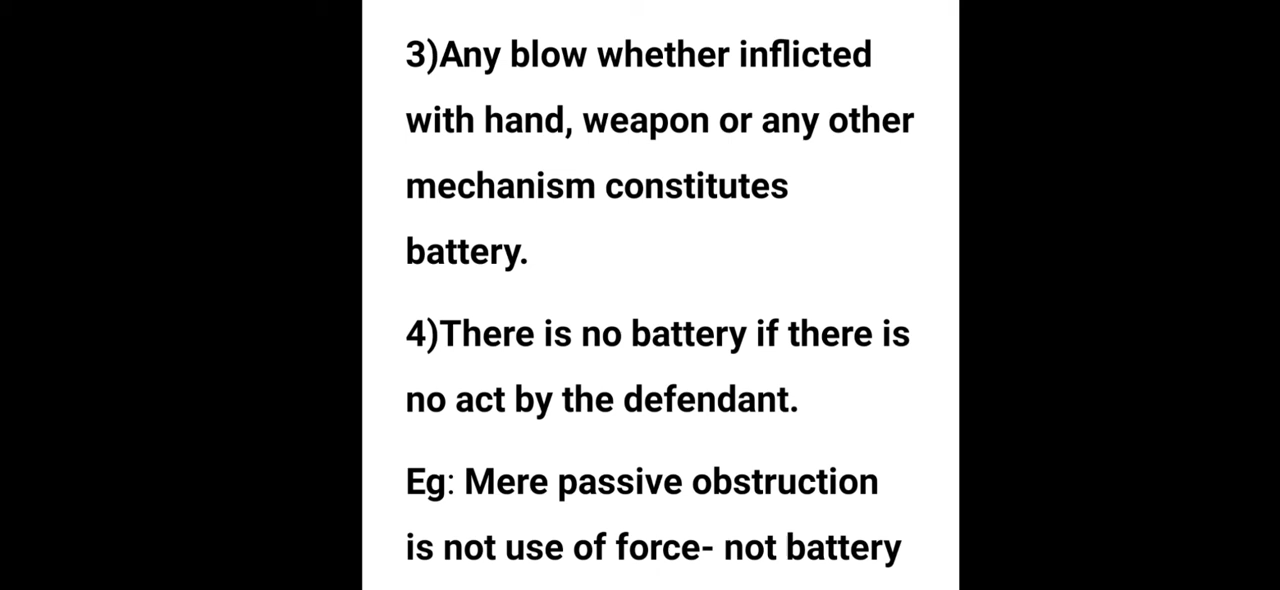 3)Any blow whether inflicted
with hand, weapon or any other
mechanism constitutes
battery.
4)There is no battery if there is
no act by the defendant.
Eg: Mere passive obstruction
is not use of force- not battery